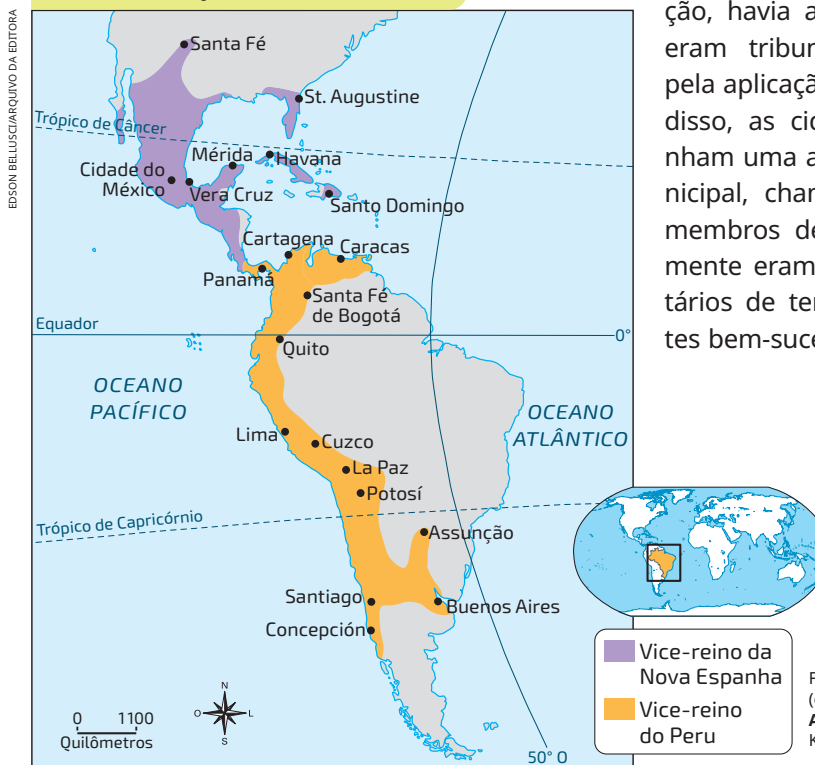 EDSON BELLUSCI/ARQUIVO DA EDITORA
Santa Fé
St. Augustine
Trópico de Câncer
Mérida
Havana
Cidade do
México
Vera Cruz
Santo Domingo
Cartagena
Caracas
Panamá
Santa Fé
de Bogotá
Equador
0°
Quito
OCEANO
PACÍFICO
OCEANO
ATLÂNTICO
Lima
Cuzco
La Paz
Potosí
Trópico de Capricórnio
Assunção
Santiago
Buenos Aires
Concepción
N
O
L
S
0 1100
Quilômetros
50° O
Vice-reino da
Nova Espanha
Vice-reino
do Peru
ção, havia a
eram tribun
pela aplicação
disso, as cid
nham uma a
nicipal, char
membros de
mente eram
tários de ter
tes bem-suce